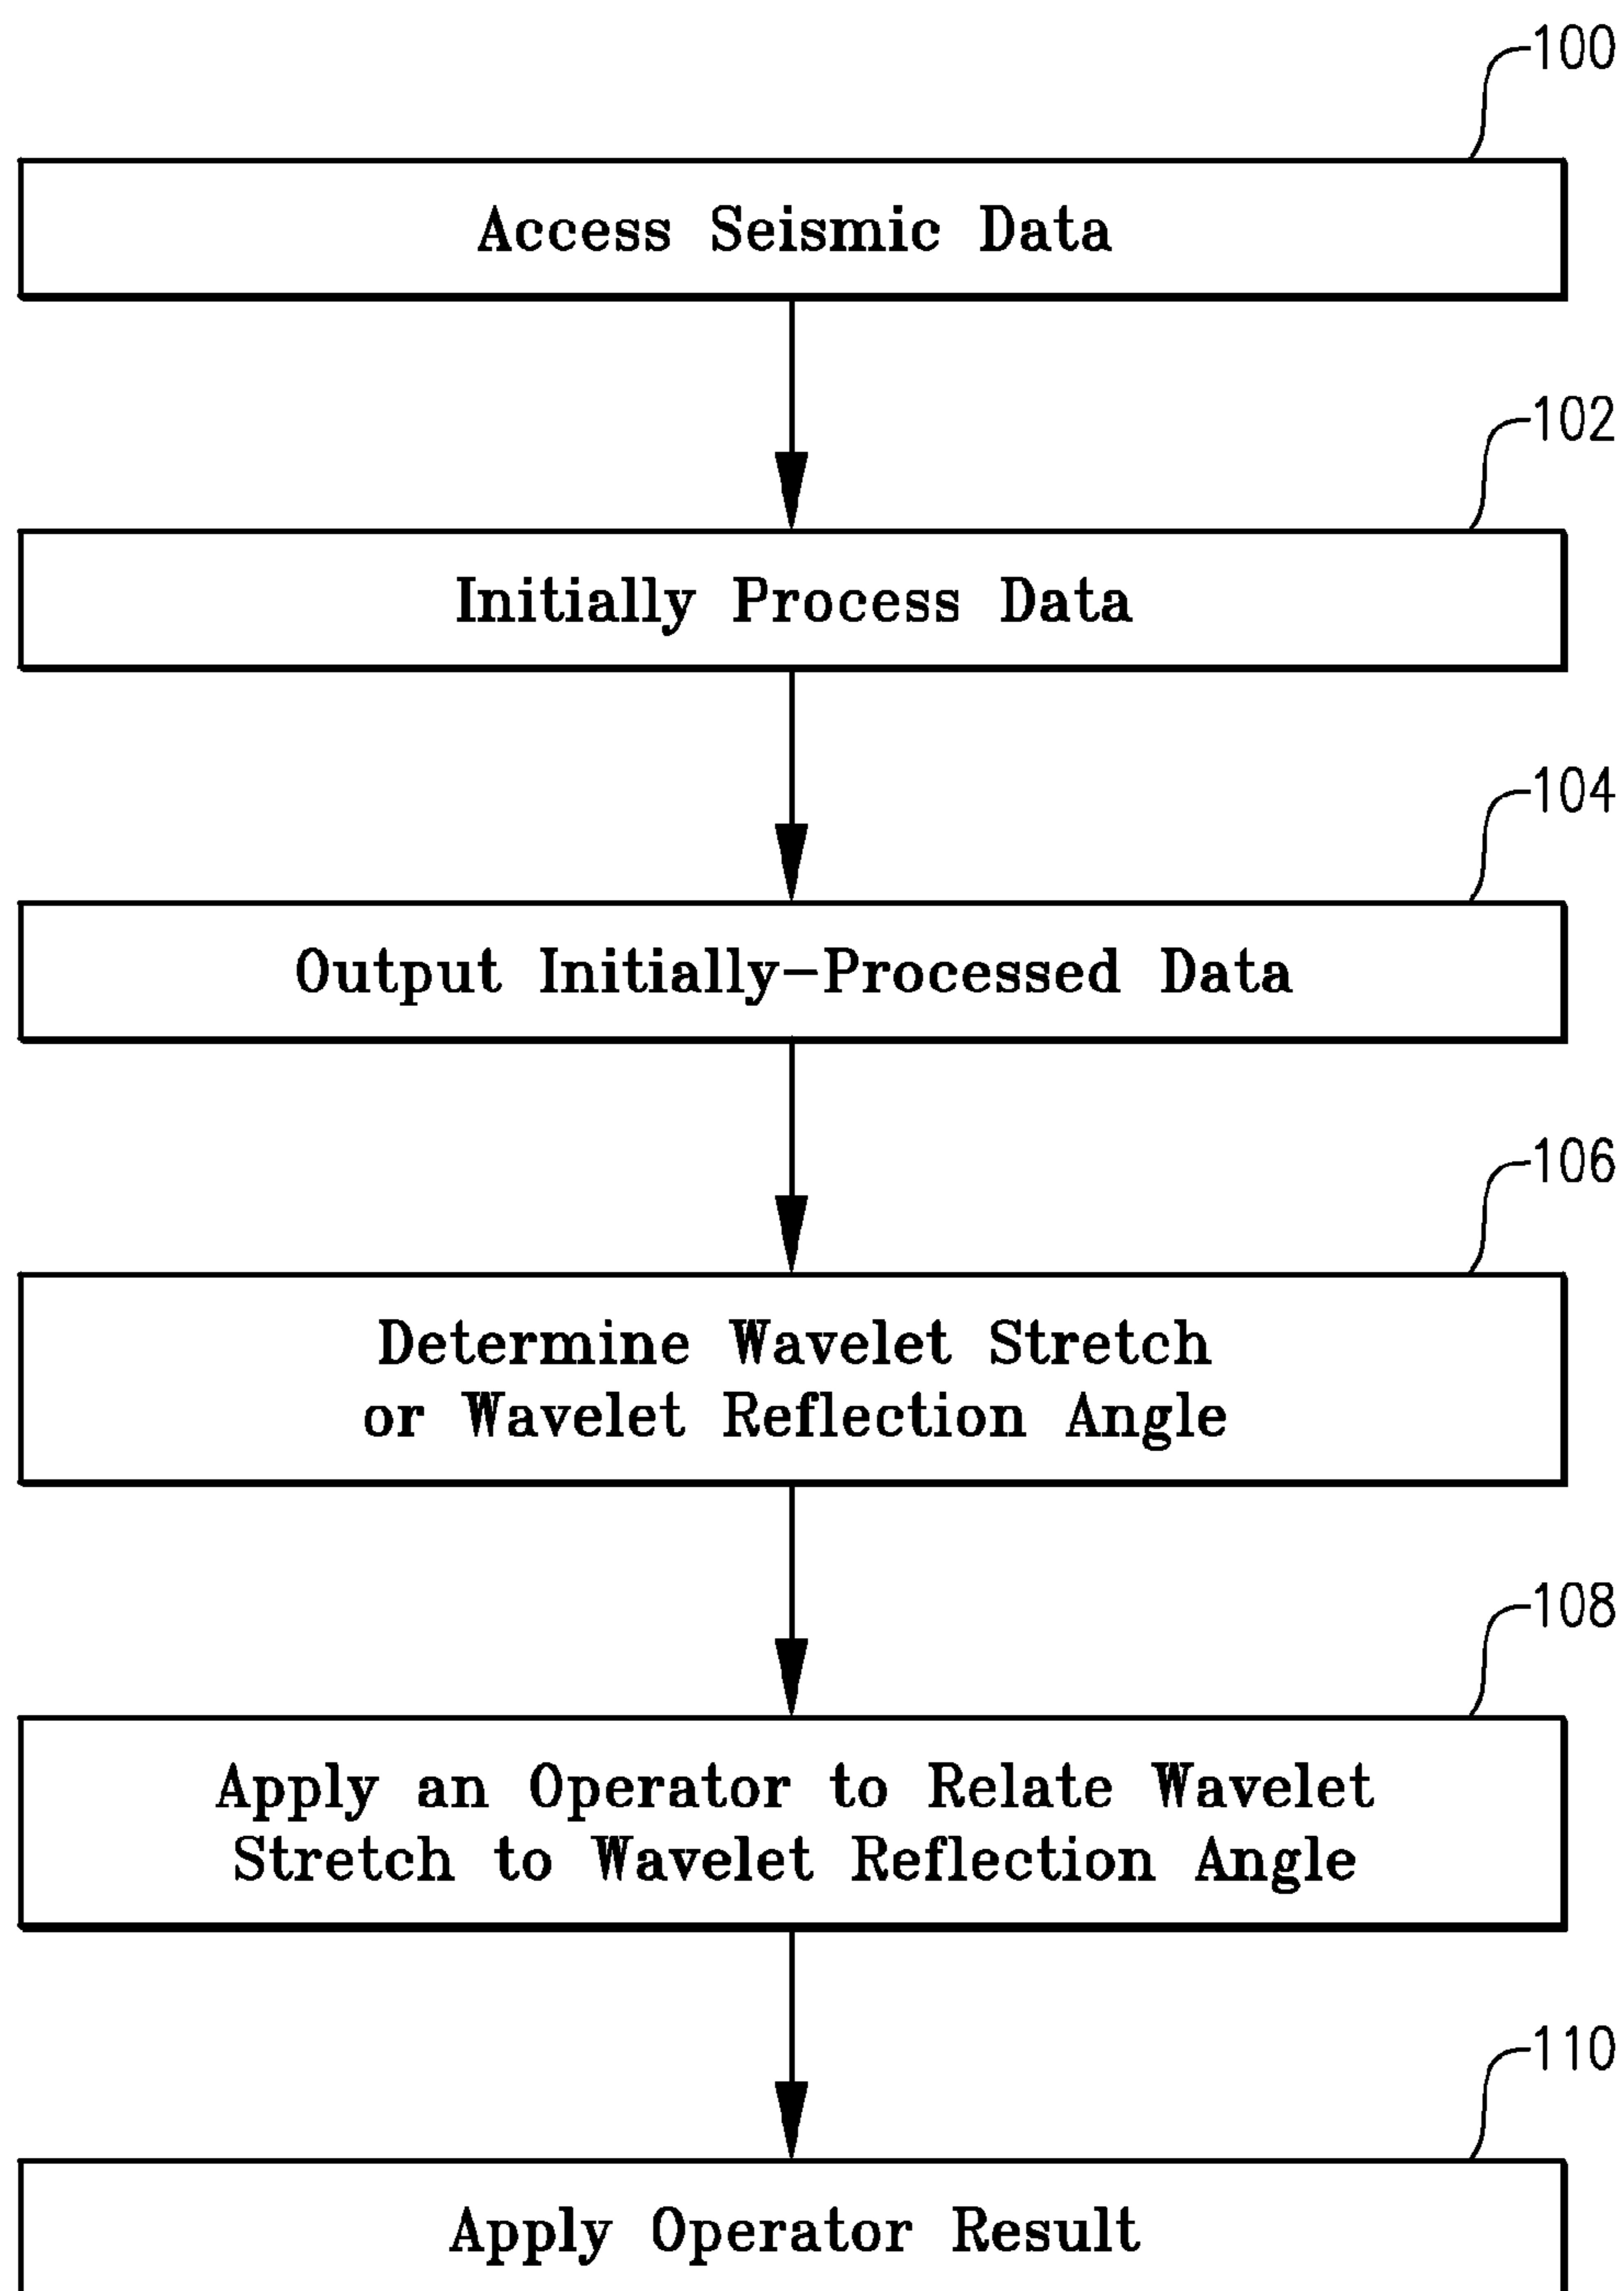 100
Access Seismic Data
102
Initially Process Data
104
Output Initially-Processed Data
106
Determine Wavelet Stretch
or Wavelet Reflection Angle
108
Apply an Operator to Relate Wavelet
Stretch to Wavelet Reflection Angle
110
Apply Operator Result